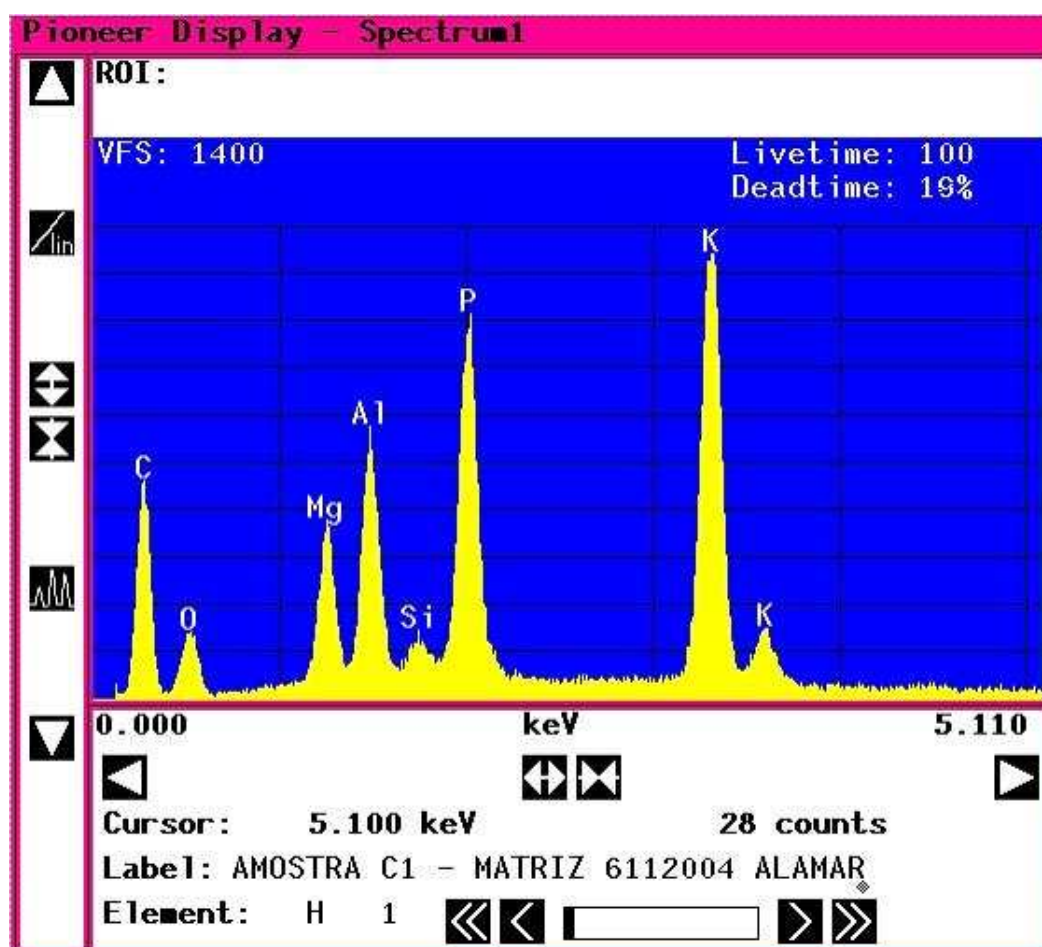 Pioneer Display - Spectrum1
ROI:
VFS: 1400
Livetime: 100
Deadtime: 19%
K
P
Al
C
Mg
O
Si
K
lin
0.000 keV 5.110
Cursor: 5.100 keV 28 counts
Label: AMOSTRA C1 - MATRIZ 6112004 ALAMAR
Element: H 1